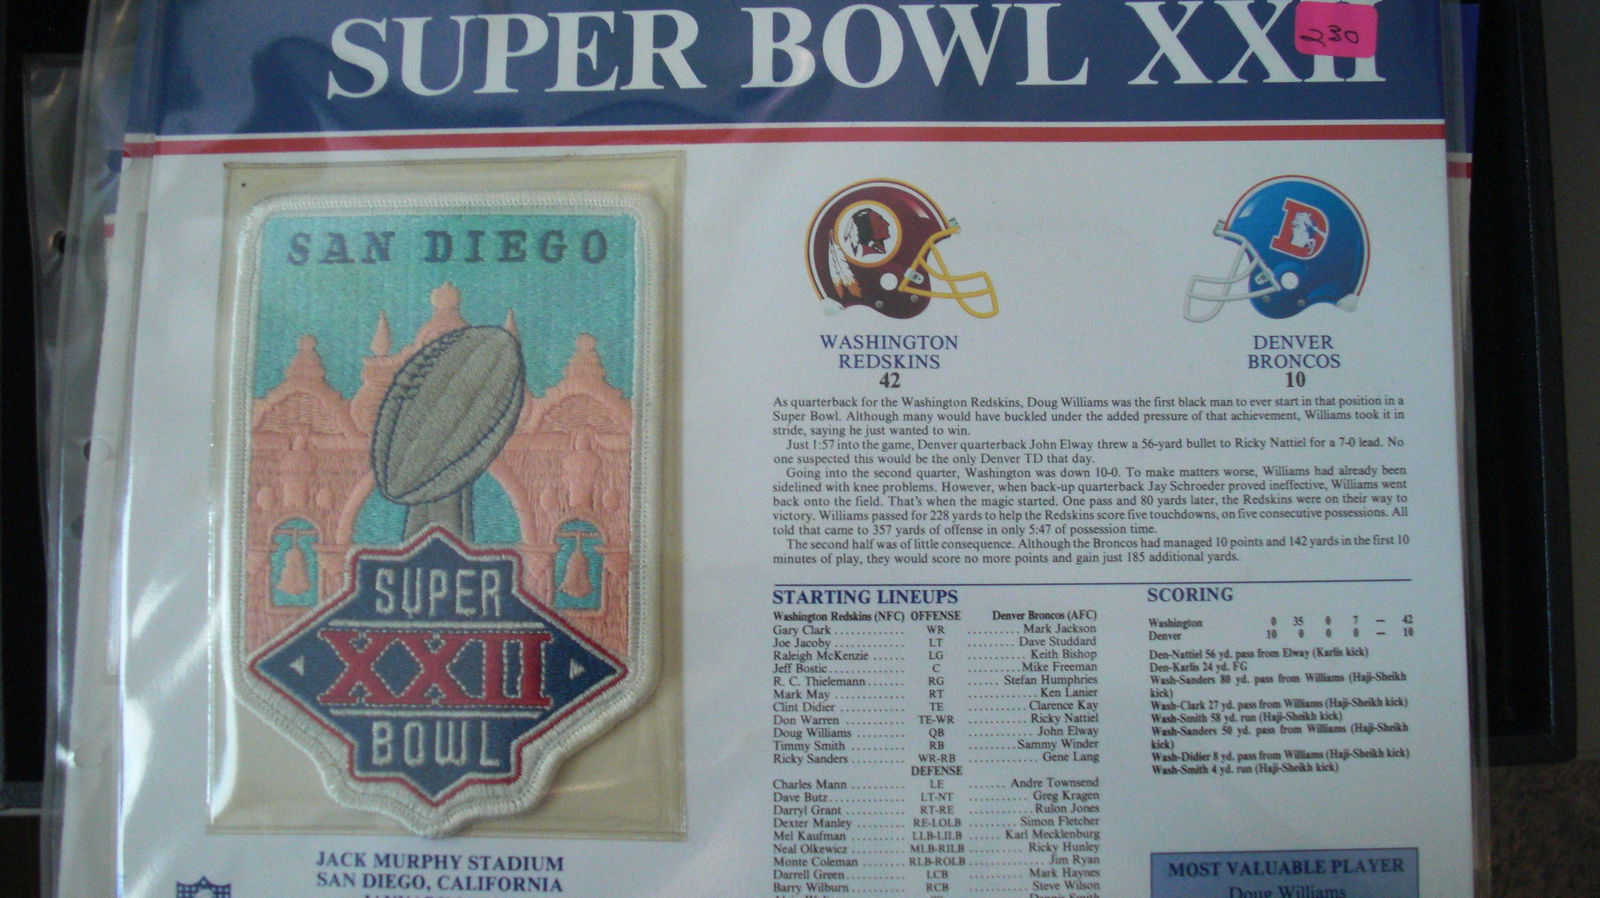 SUPER BOWL XXII
230
SAN DIEGO
SUPER
XXII
BOWL
JACK MURPHY STADIUM
SAN DIEGO, CALIFORNIA
WASHINGTON
REDSKINS
42
DENVER
BRONCOS
10
As quarterback for the Washington Redskins, Doug Williams was the first black man to ever start in that position in a
Super Bowl. Although many would have buckled under the added pressure of that achievement, Williams took it in
stride, saying he just wanted to win.
Just 1:57 into the game, Denver quarterback John Elway threw a 56-yard bullet to Ricky Nattiel for a 7-0 lead. No
one suspected this would be the only Denver TD that day.
Going into the second quarter, Washington was down 10-0. To make matters worse, Williams had already been
sidelined with knee problems. However, when back-up quarterback Jay Schroeder proved ineffective, Williams went
back onto the field. That's when the magic started. One pass and 80 yards later, the Redskins were on their way to
victory. Williams passed for 228 yards to help the Redskins score five touchdowns, on five consecutive possessions. All
told that came to 357 yards of offense in only 5:47 of possession time.
The second half was of little consequence. Although the Broncos had managed 10 points and 142 yards in the first 10
minutes of play, they would score no more points and gain just 185 additional yards.
STARTING LINEUPS
Washington Redskins (NFC) OFFENSE Denver Broncos (AFC)
Gary Clark ............ WR ......... Mark Jackson
Joe Jacoby ............ LT ......... Dave Studdard
Raleigh McKenzie ...... LG ......... Keith Bishop
Jeff Bostic ............ C ......... Mike Freeman
R. C. Thielemann ....... RG ....... Stefan Humphries
Mark May ............ RT ............ Ken Lanier
Clint Didier ............ TE .......... Clarence Kay
Don Warren .......... TE-WR .......... Ricky Nattiel
Doug Williams ........ QB ............ John Elway
Timmy Smith ......... RB ......... Sammy Winder
Ricky Sanders ........ WR-RB ............ Gene Lang
DEFENSE
Charles Mann ......... LE ....... Andre Townsend
Dave Butz ............ LT-NT .......... Greg Kragen
Darryl Grant ......... RT-RE .......... Rulon Jones
Dexter Manley ........ RE-LOLB ........ Simon Fletcher
Mel Kaufman ......... LLB-LILB ...... Karl Mecklenburg
Neal Olkewicz ........ MLB-RILB ........ Ricky Hunley
Monte Coleman ....... RLB-ROLB ............ Jim Ryan
Darrell Green ......... LCB .......... Mark Haynes
Barry Wilburn ........ RCB .......... Steve Wilson
SCORING
Washington 0 35 0 7 — 42
Denver 10 0 0 0 — 10
Den-Nattiel 56 yd. pass from Elway (Karlis kick)
Den-Karlis 24 yd. FG
Wash-Sanders 80 yd. pass from Williams (Haji-Sheikh
kick)
Wash-Clark 27 yd. pass from Williams (Haji-Sheikh kick)
Wash-Smith 58 yd. run (Haji-Sheikh kick)
Wash-Sanders 50 yd. pass from Williams (Haji-Sheikh
kick)
Wash-Didier 8 yd. pass from Williams (Haji-Sheikh kick)
Wash-Smith 4 yd. run (Haji-Sheikh kick)
MOST VALUABLE PLAYER
Doug Williams